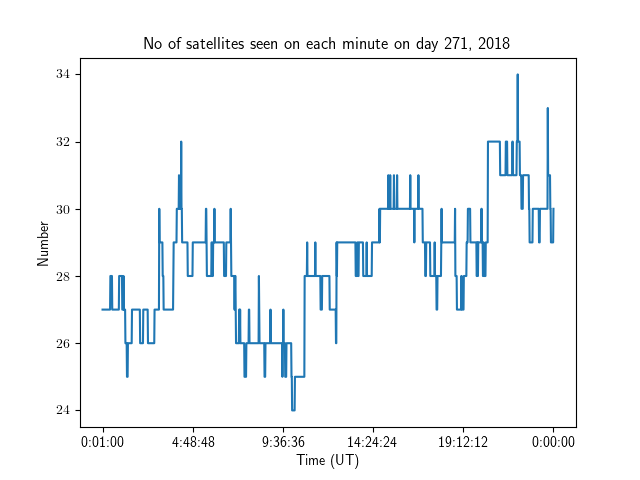 No of satellites seen on each minute on day 271, 2018
34
32
30
28
26
24
Number
0:01:00 4:48:48 9:36:36 14:24:24 19:12:12 0:00:00
Time (UT)